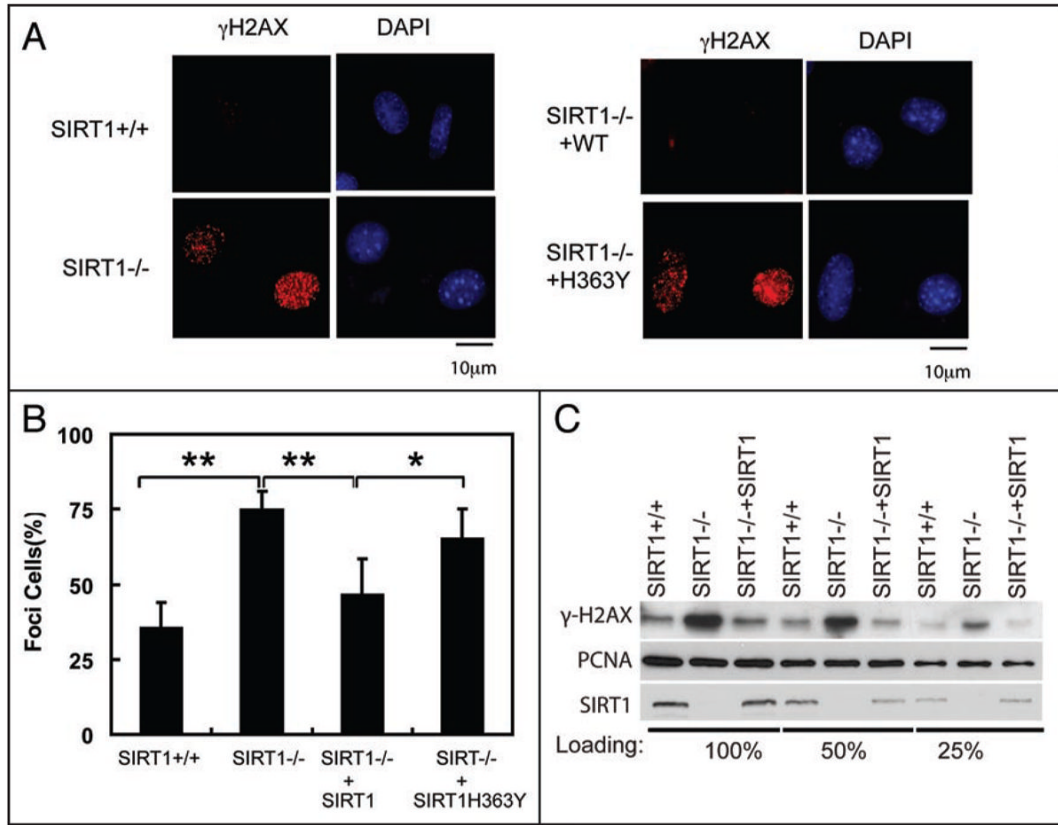 A
γH2AX DAPI
SIRT1+/+
SIRT1-/-
10μm
γH2AX DAPI
SIRT1-/-
+WT
SIRT1-/-
+H363Y
10μm
B
100
75
50
25
0
Foci Cells(%)
** ** *
SIRT1+/+
SIRT1-/-
SIRT1-/-
+
SIRT1
SIRT-/-
+
SIRT1H363Y
C
SIRT1+/+
SIRT1-/-
SIRT1-/-+SIRT1
SIRT1+/+
SIRT1-/-
SIRT1-/-+SIRT1
SIRT1+/+
SIRT1-/-
SIRT1-/-+SIRT1
γ-H2AX
PCNA
SIRT1
Loading: 100% 50% 25%